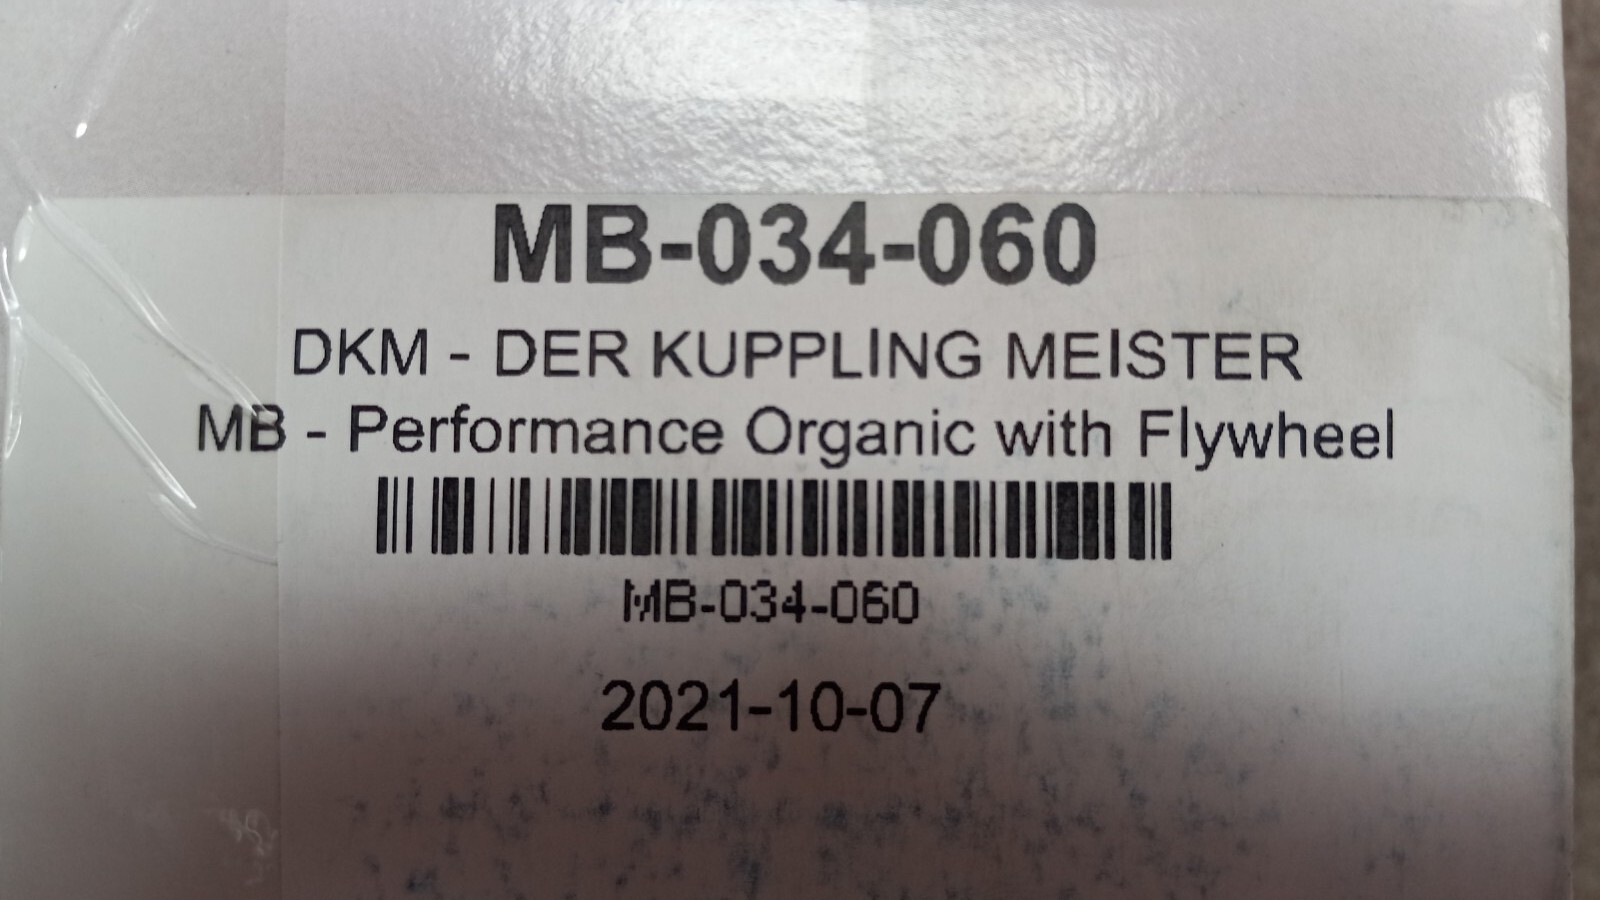 MB-034-060
DKM - DER KUPPLING MEISTER
MB - Performance Organic with Flywheel
MB-034-060
2021-10-07